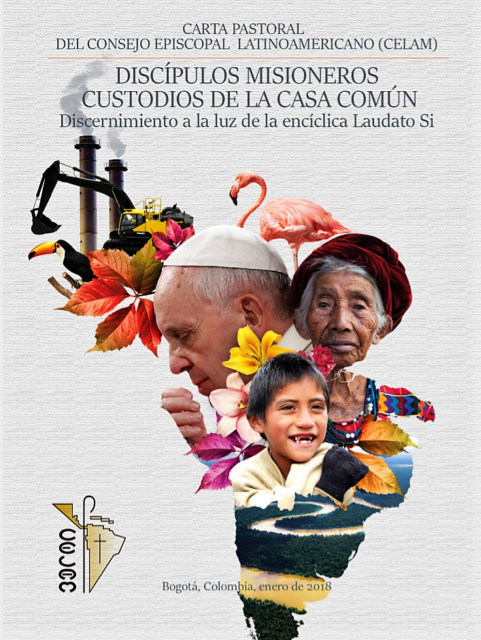 CARTA PASTORAL
DEL CONSEJO EPISCOPAL LATINOAMERICANO (CELAM)
DISCÍPULOS MISIONEROS
CUSTODIOS DE LA CASA COMÚN
Discernimiento a la luz de la encíclica Laudato Si
Bogotá, Colombia, enero de 2018